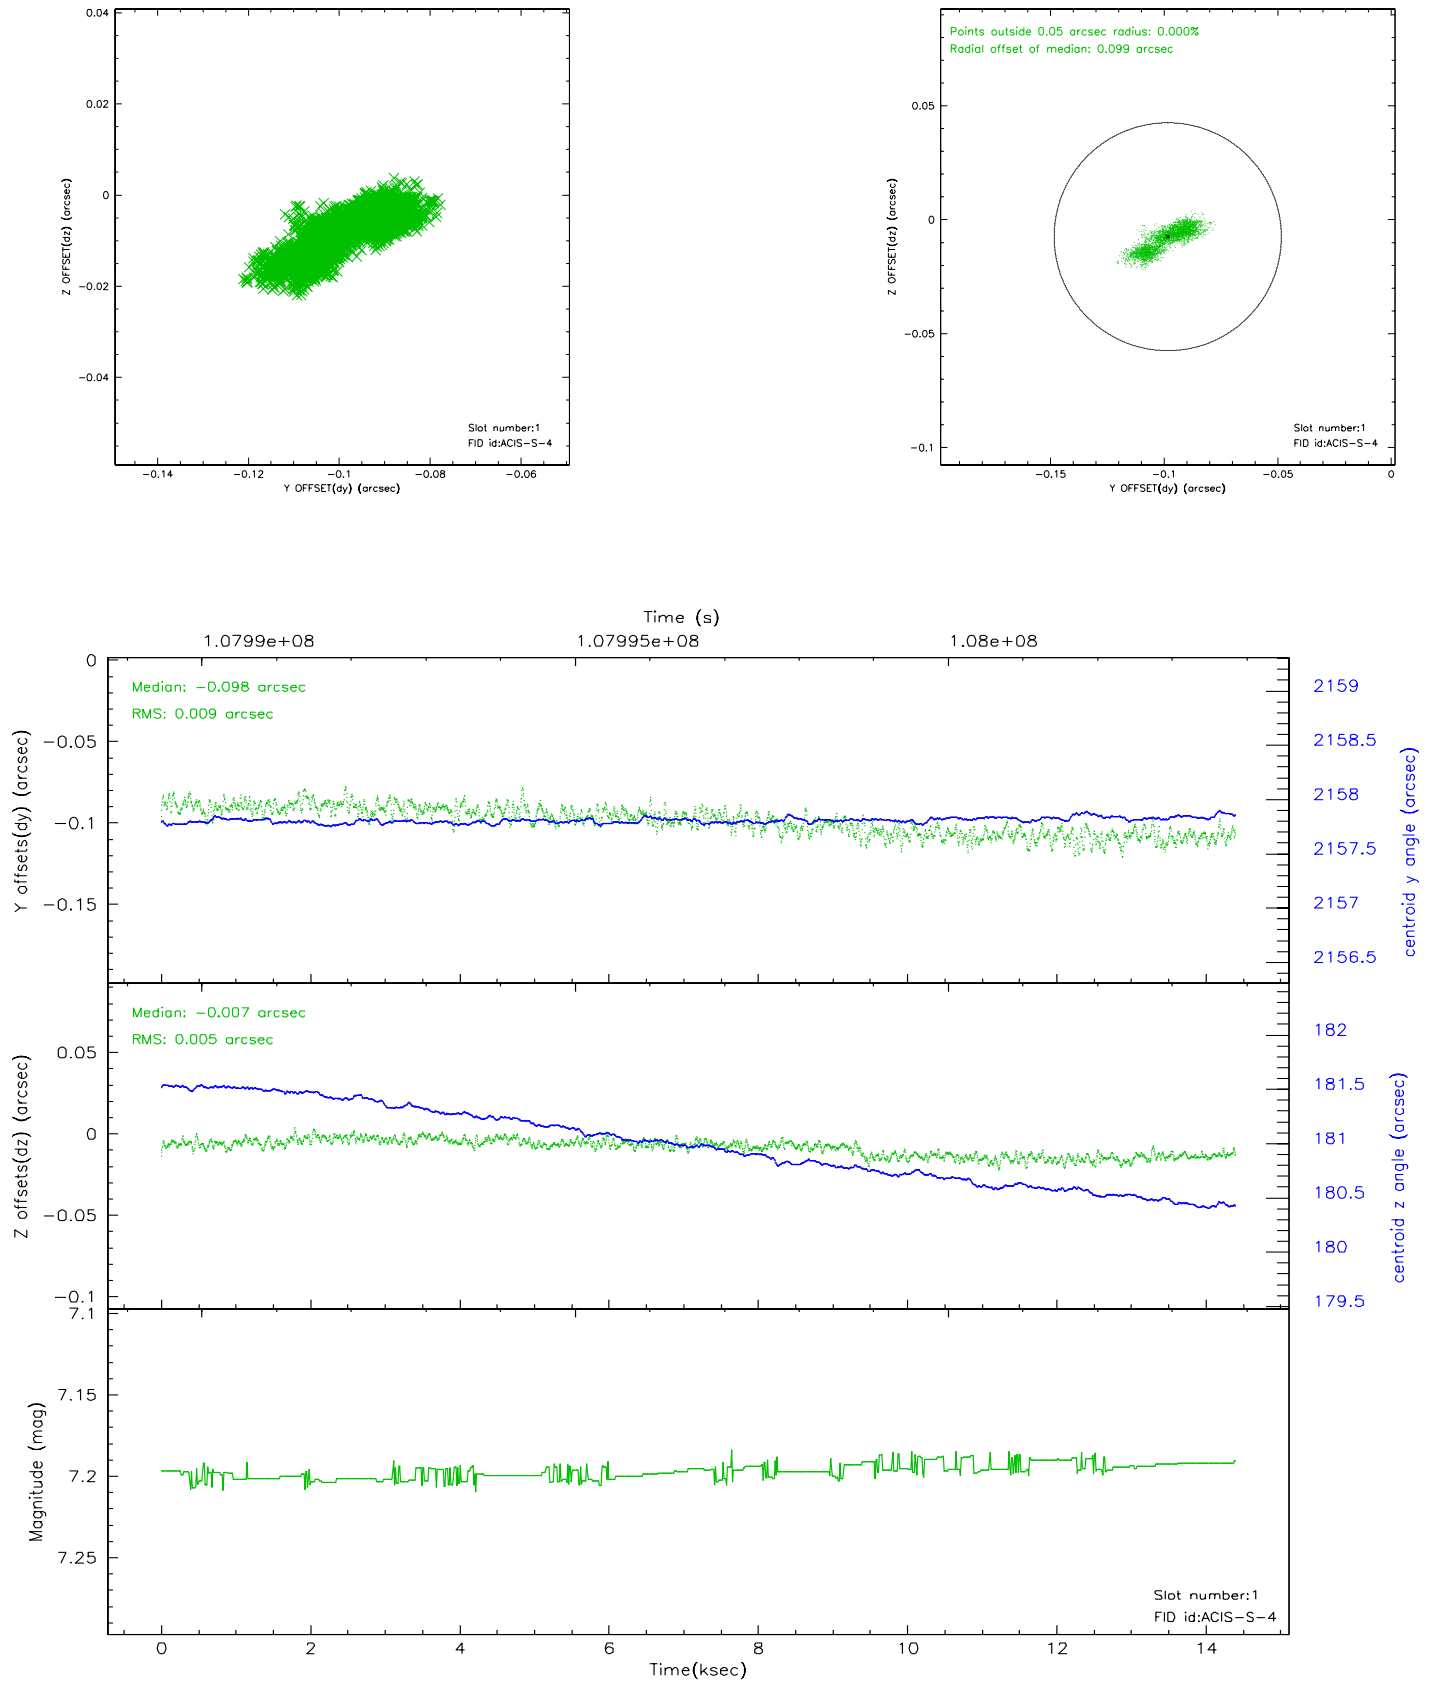 0.04
0.02
0
-0.02
-0.04
Z OFFSET(dz) (arcsec)
Slot number:1
FID id:ACIS-S-4
-0.14
-0.12
-0.1
-0.08
-0.06
Y OFFSET(dy) (arcsec)
Points outside 0.05 arcsec radius: 0.000%
Radial offset of median: 0.099 arcsec
0.05
0
-0.05
-0.1
Z OFFSET(dz) (arcsec)
Slot number:1
FID id:ACIS-S-4
-0.15
-0.1
-0.05
0
Y OFFSET(dy) (arcsec)
Time (s)
1.0799e+08
1.07995e+08
1.08e+08
Median: -0.098 arcsec
RMS: 0.009 arcsec
0
-0.05
-0.1
-0.15
Y offsets(dy) (arcsec)
2159
2158.5
2158
2157.5
2157
2156.5
centroid y angle (arcsec)
Median: -0.007 arcsec
RMS: 0.005 arcsec
0.05
0
-0.05
-0.1
Z offsets(dz) (arcsec)
182
181.5
181
180.5
180
179.5
centroid z angle (arcsec)
7.1
7.15
7.2
7.25
Magnitude (mag)
Slot number:1
FID id:ACIS-S-4
0
2
4
6
8
10
12
14
Time(ksec)